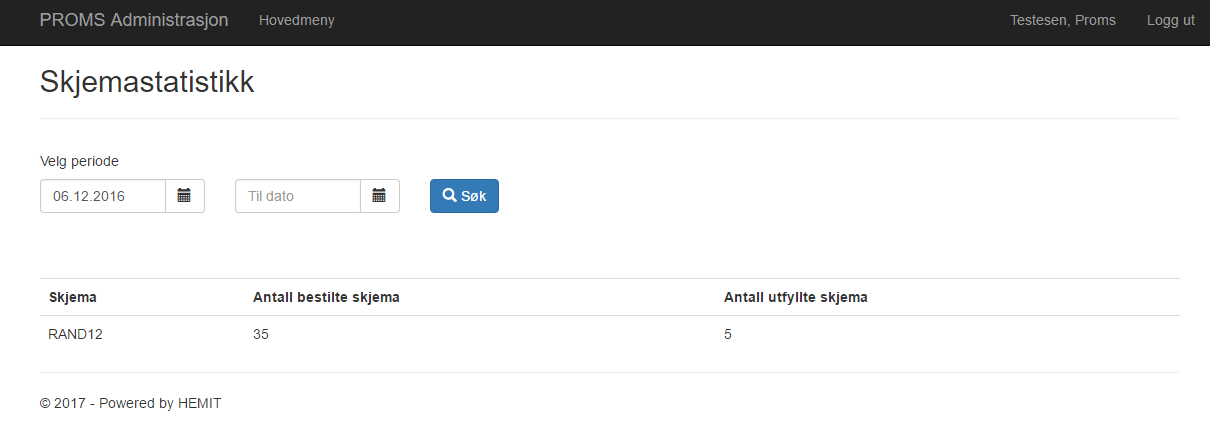 PROMS Administrasjon Hovedmeny Testesen, Proms Logg ut
Skjemastatistikk
Velg periode
06.12.2016 Til dato Søk
Skjema Antall bestilte skjema Antall utfyllte skjema
RAND12 35 5
© 2017 - Powered by HEMIT